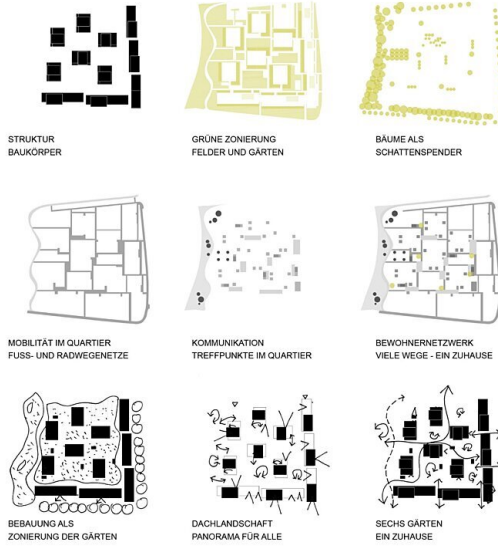 STRUKTUR
BAUKÖRPER
GRÜNE ZONIERUNG
FELDER UND GÄRTEN
BÄUME ALS
SCHATTENSPENDER
MOBILITÄT IM QUARTIER
FUSS- UND RADWEGENETZE
KOMMUNIKATION
TREFFPUNKTE IM QUARTIER
BEWOHNERNETZWERK
VIELE WEGE - EIN ZUHAUSE
BEBAUUNG ALS
ZONIERUNG DER GÄRTEN
DACHLANDSCHAFT
PANORAMA FÜR ALLE
SECHS GÄRTEN
EIN ZUHAUSE